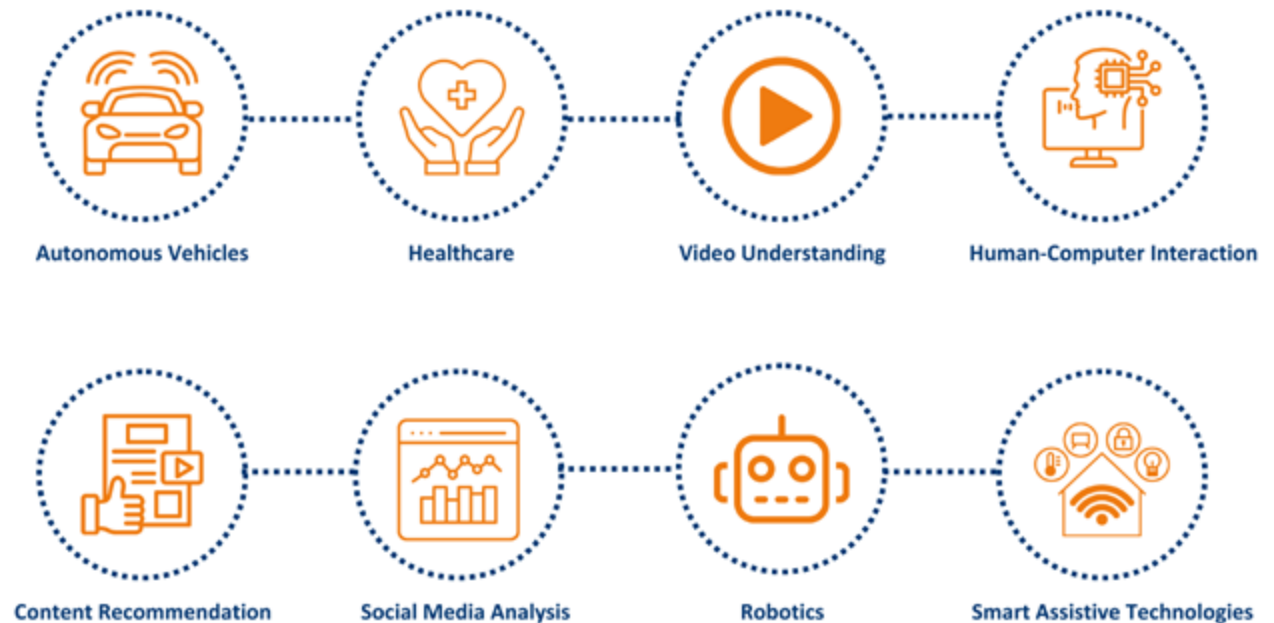 Autonomous Vehicles
Healthcare
Video Understanding
Human-Computer Interaction
Content Recommendation
Social Media Analysis
Robotics
Smart Assistive Technologies